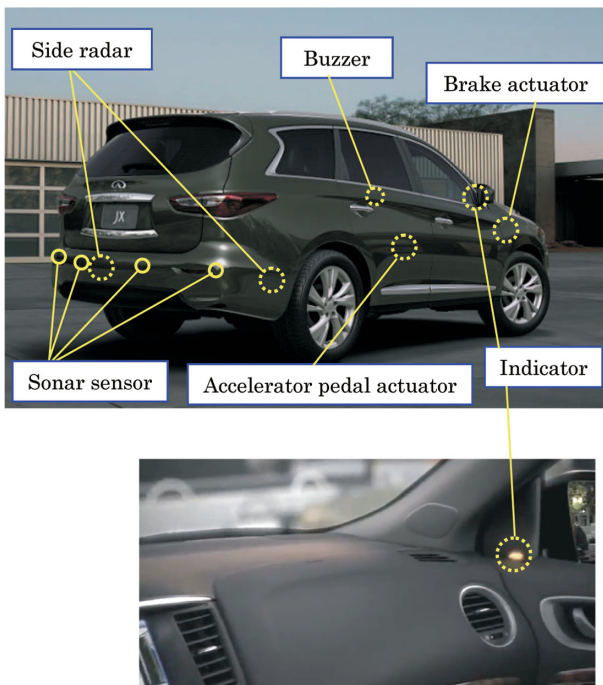 Side radar
Buzzer
Brake actuator
JX
Sonar sensor
Accelerator pedal actuator
Indicator